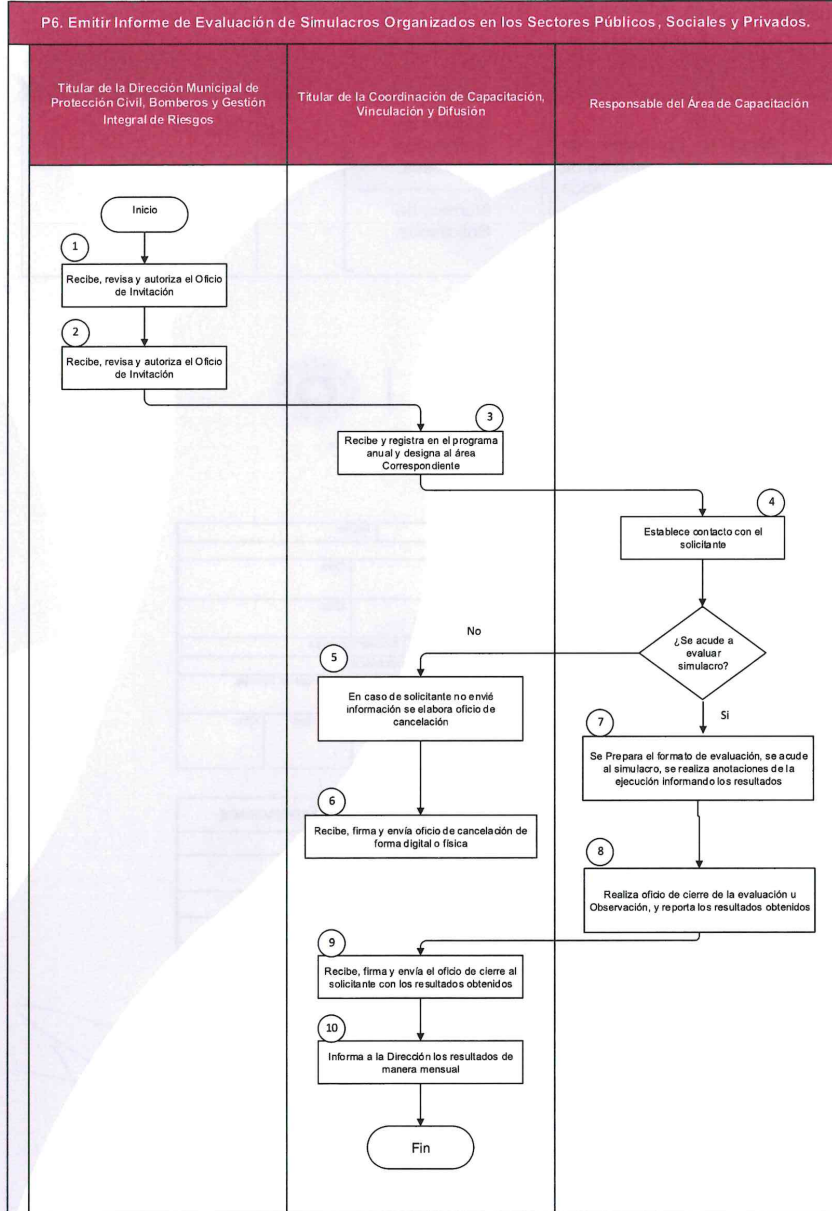 P6. Emitir Informe de Evaluación de Simulacros Organizados en los Sectores Públicos, Sociales y Privados.
Titular de la Dirección Municipal de
Protección Civil, Bomberos y Gestión
Integral de Riesgos
Titular de la Coordinación de Capacitación,
Vinculación y Difusión
Responsable del Área de Capacitación
Inicio
1
Recibe, revisa y autoriza el Oficio
de Invitación
2
Recibe, revisa y autoriza el Oficio
de Invitación
3
Recibe y registra en el programa
anual y designa al área
Correspondiente
4
Establece contacto con el
solicitante
¿Se acude a
evaluar
simulacro?
No
Si
5
En caso de solicitante no envié
información se elabora oficio de
cancelación
6
Recibe, firma y envía oficio de cancelación de
forma digital o física
7
Se Prepara el formato de evaluación, se acude
al simulacro, se realiza anotaciones de la
ejecución informando los resultados
8
Realiza oficio de cierre de la evaluación u
Observación, y reporta los resultados obtenidos
9
Recibe, firma y envía el oficio de cierre al
solicitante con los resultados obtenidos
10
Informa a la Dirección los resultados de
manera mensual
Fin